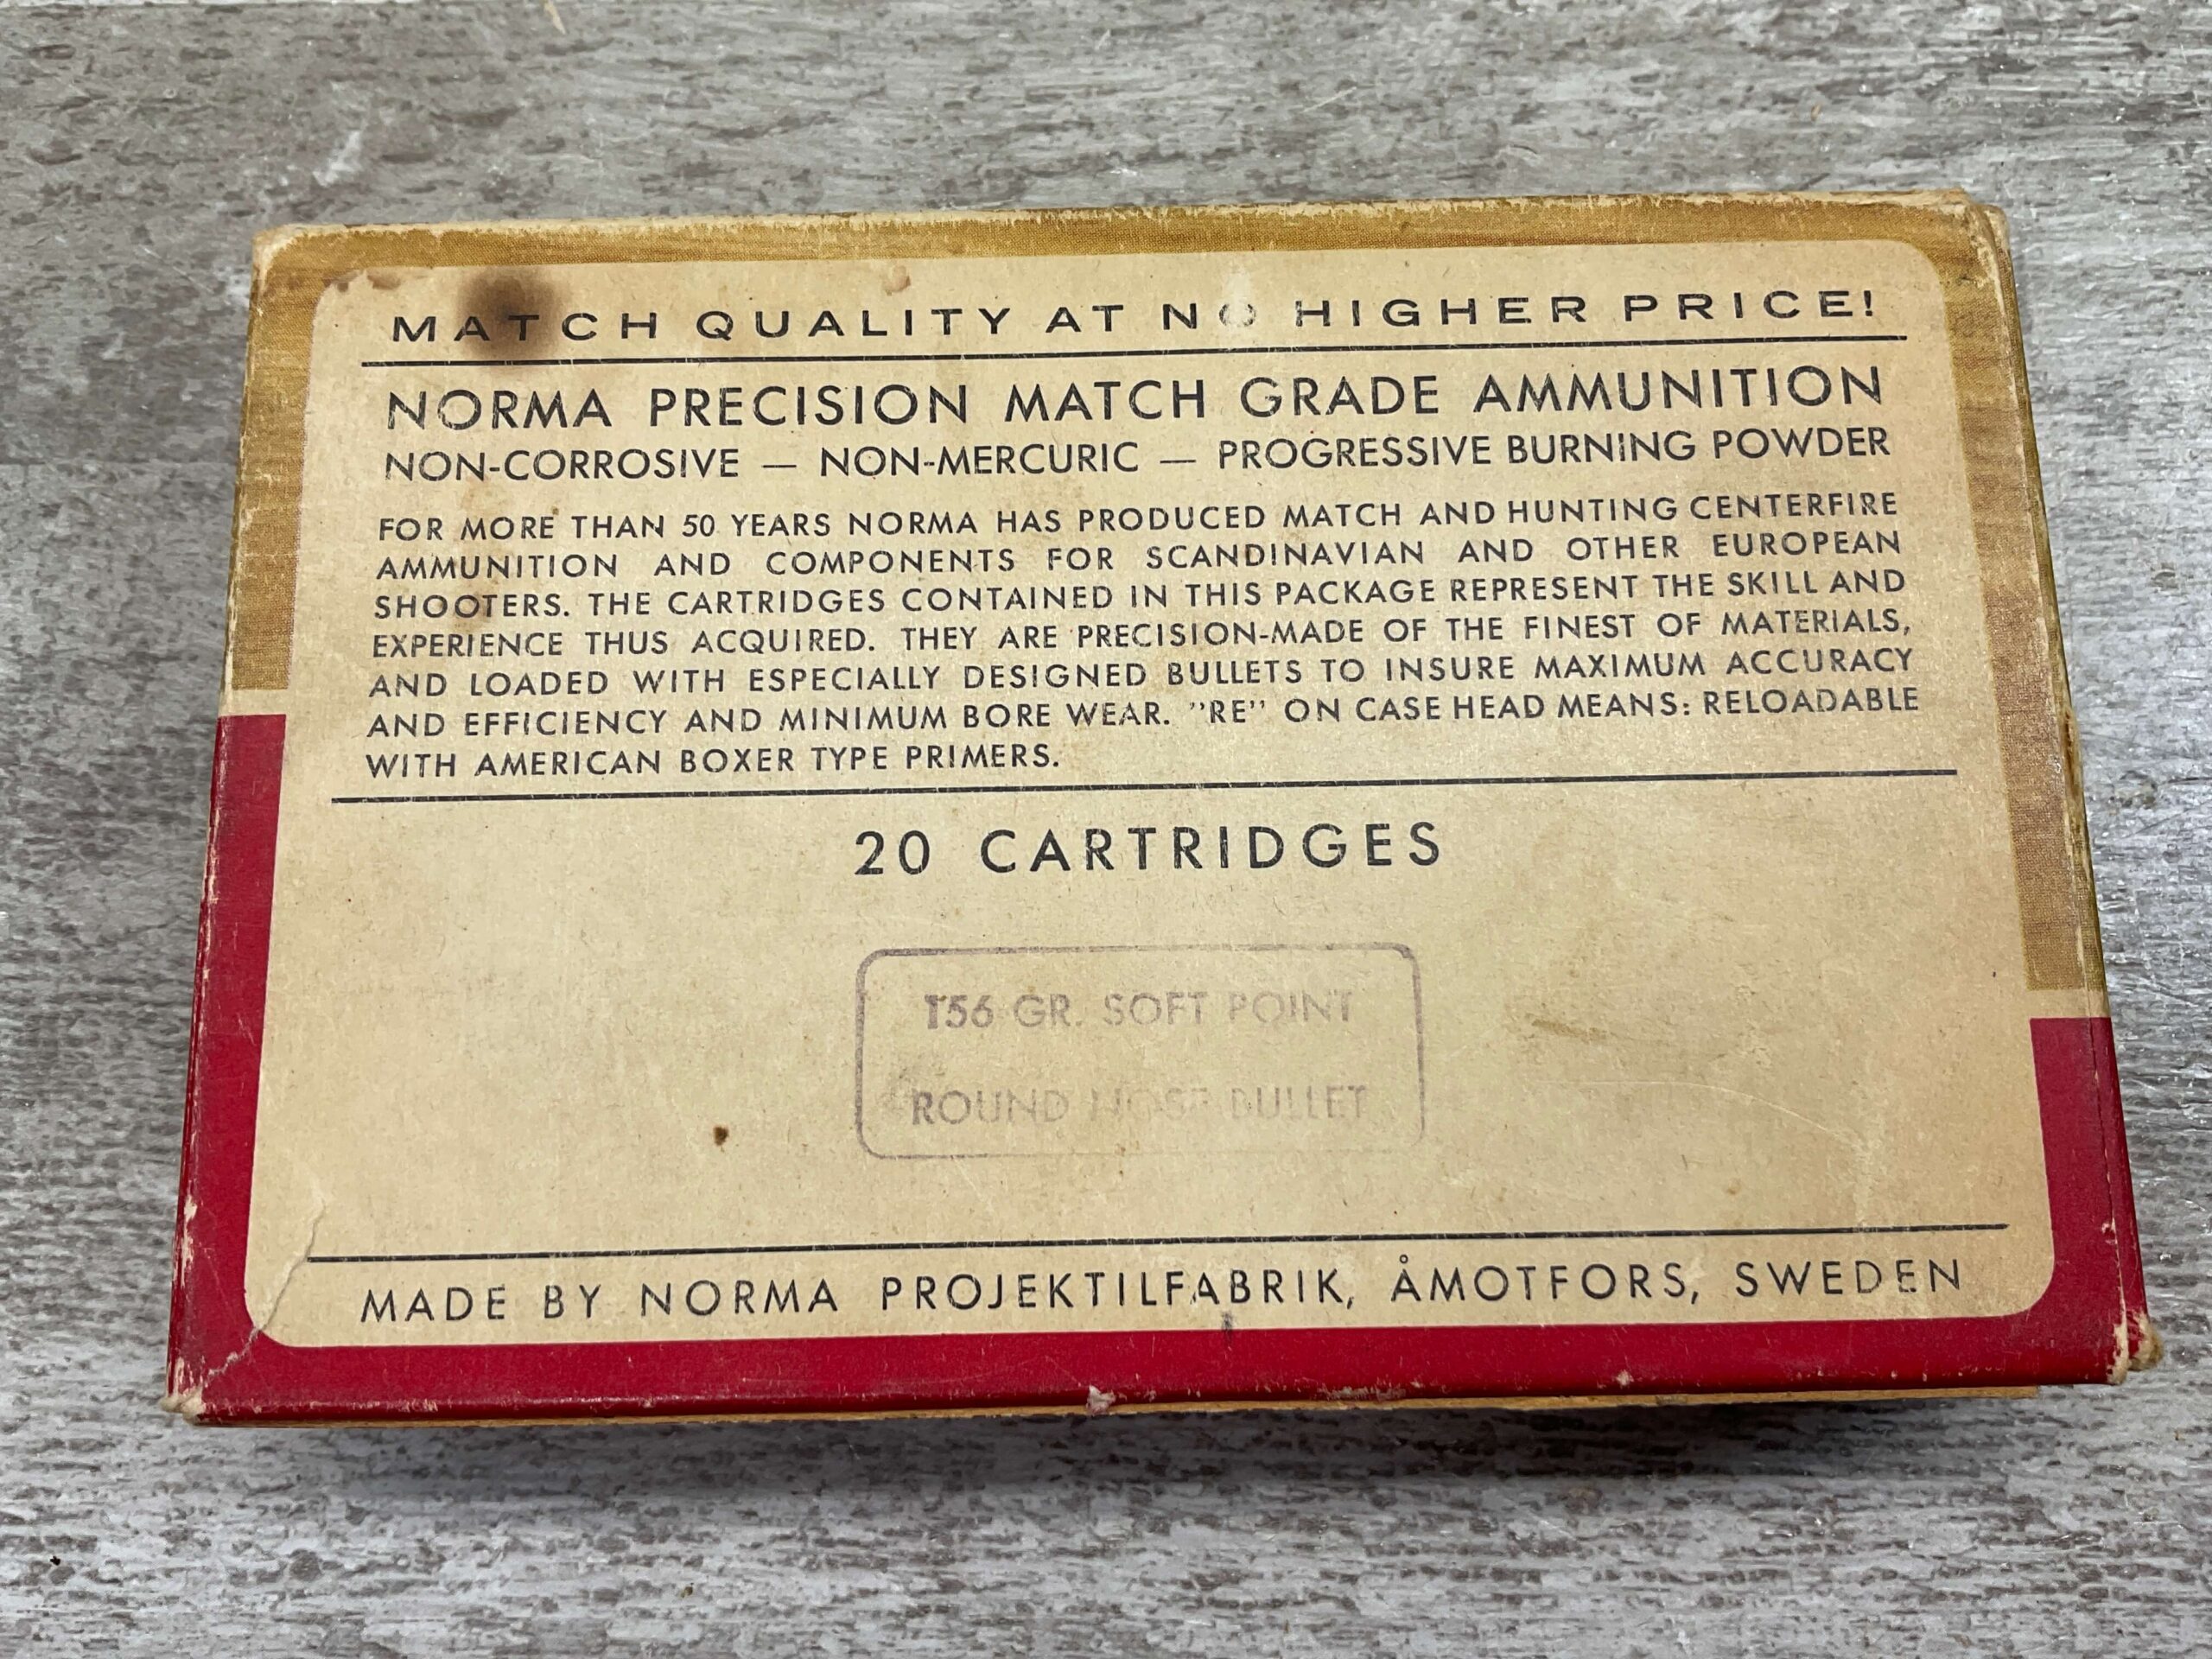 MATCH QUALITY AT NO HIGHER PRICE!
NORMA PRECISION MATCH GRADE AMMUNITION
NON-CORROSIVE — NON-MERCURIC — PROGRESSIVE BURNING POWDER
FOR MORE THAN 50 YEARS NORMA HAS PRODUCED MATCH AND HUNTING CENTERFIRE
AMMUNITION AND COMPONENTS FOR SCANDINAVIAN AND OTHER EUROPEAN
SHOOTERS. THE CARTRIDGES CONTAINED IN THIS PACKAGE REPRESENT THE SKILL AND
EXPERIENCE THUS ACQUIRED. THEY ARE PRECISION-MADE OF THE FINEST OF MATERIALS,
AND LOADED WITH ESPECIALLY DESIGNED BULLETS TO INSURE MAXIMUM ACCURACY
AND EFFICIENCY AND MINIMUM BORE WEAR. ”RE” ON CASE HEAD MEANS: RELOADABLE
WITH AMERICAN BOXER TYPE PRIMERS.
20 CARTRIDGES
156 GR. SOFT POINT
ROUND NOSE BULLET
MADE BY NORMA PROJEKTILFABRIK, ÅMOTFORS, SWEDEN